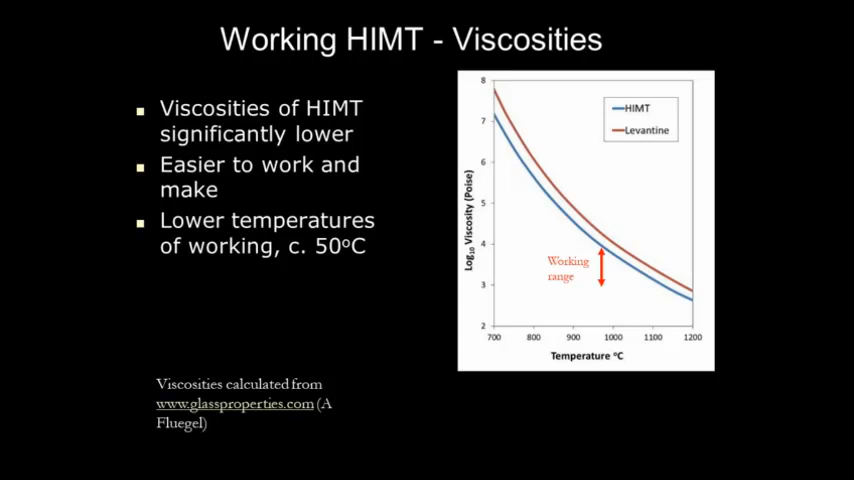 Working HIMT - Viscosities
Viscosities of HIMT
significantly lower
Easier to work and
make
Lower temperatures
of working, c. 50ºC
Viscosities calculated from
www.glassproperties.com (A
Fluegel)
8
7
6
5
4
3
2
Log10 Viscosity (Poise)
HIMT
Levantine
Working
range
700 800 900 1000 1100 1200
Temperature ºC